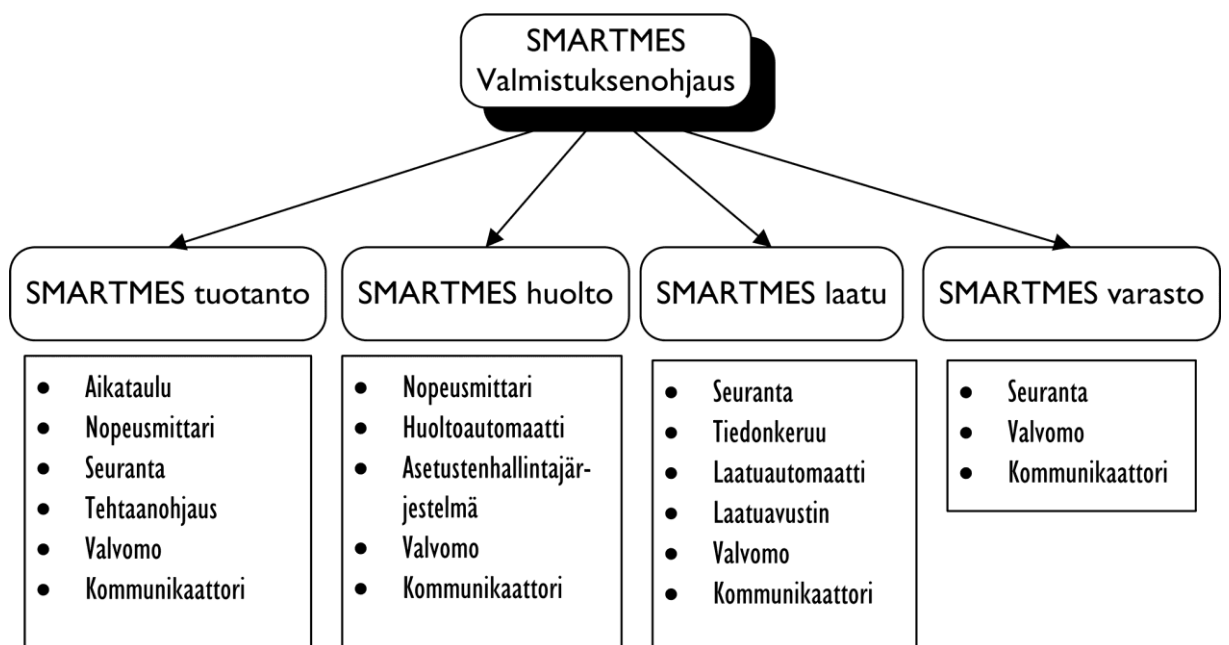 SMARTMES
Valmistuksenohjaus
SMARTMES tuotanto
SMARTMES huolto
SMARTMES laatu
SMARTMES varasto
• Aikataulu
• Nopeusmittari
• Seuranta
• Tehtaanohjaus
• Valvomo
• Kommunikaattori
• Nopeusmittari
• Huoltoautomaatti
• Asetustenhallintajär-
jestelmä
• Valvomo
• Kommunikaattori
• Seuranta
• Tiedonkeruu
• Laatuautomaatti
• Laatuavustin
• Valvomo
• Kommunikaattori
• Seuranta
• Valvomo
• Kommunikaattori